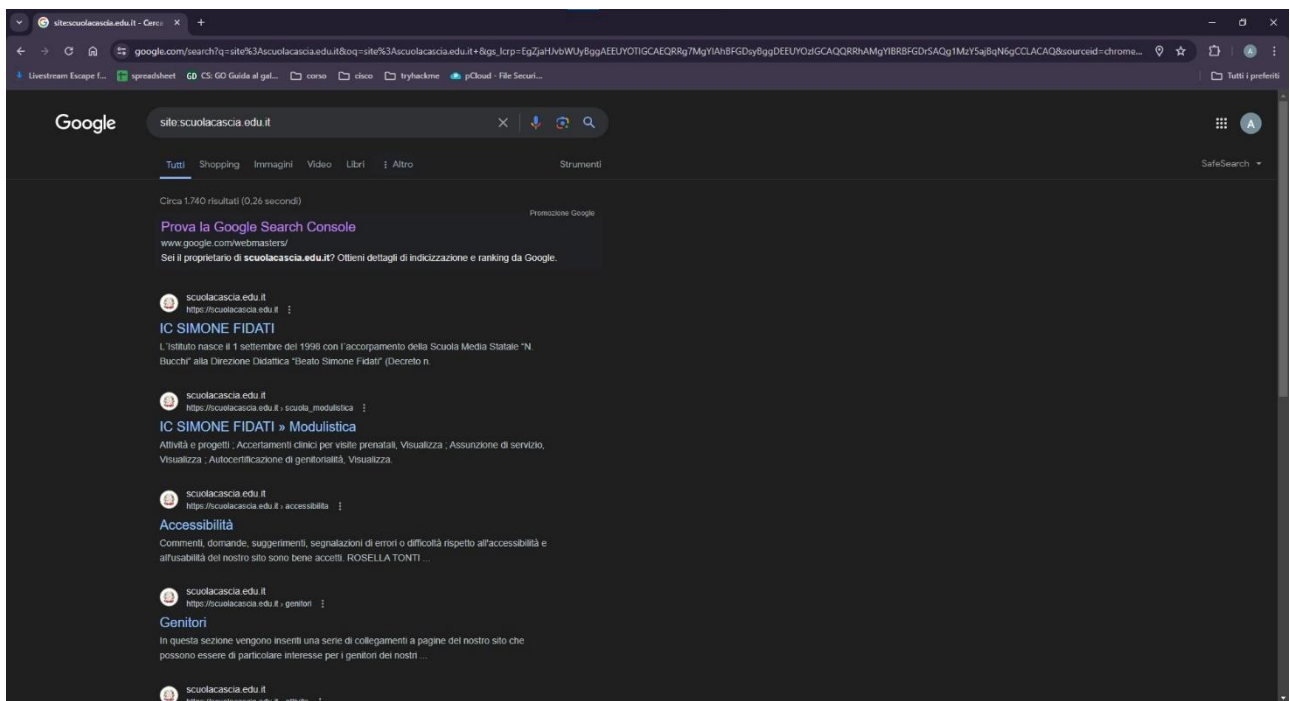 site:scuolacascia.edu.it - Cerc
google.com/search?q=site%3Ascuolacascia.edu.it&oq=site%3Ascuolacascia.edu.it+&gs_lcrp=
Livestream Escape f...
spreadsheet
CS: GO Guida al gal...
corso
cisco
tryhackme
pCloud - File Securi...
Tutti i preferiti
Google
site:scuolacascia.edu.it
A
Tutti Shopping Immagini Video Libri Altro Strumenti
SafeSearch
Circa 1.740 risultati (0,26 secondi)
Promozione Google
Prova la Google Search Console
www.google.com/webmasters/
Sei il proprietario di scuolacascia.edu.it? Ottieni dettagli di indicizzazione e ranking da Google.
scuolacascia.edu.it
https://scuolacascia.edu.it
IC SIMONE FIDATI
L'Istituto nasce il 1 settembre del 1998 con l'accorpamento della Scuola Media Statale "N.
Bucchi" alla Direzione Didattica "Beato Simone Fidati" (Decreto n.
scuolacascia.edu.it
https://scuolacascia.edu.it › scuola_modulistica
IC SIMONE FIDATI » Modulistica
Attività e progetti ; Accertamenti clinici per visite prenatali, Visualizza ; Assunzione di servizio,
Visualizza ; Autocertificazione di genitorialità, Visualizza.
scuolacascia.edu.it
https://scuolacascia.edu.it › accessibilita
Accessibilità
Commenti, domande, suggerimenti, segnalazioni di errori o difficoltà rispetto all'accessibilità e
all'usabilità del nostro sito sono bene accetti. ROSELLA TONTI ...
scuolacascia.edu.it
https://scuolacascia.edu.it › genitori
Genitori
In questa sezione vengono inseriti una serie di collegamenti a pagine del nostro sito che
possono essere di particolare interesse per i genitori dei nostri ...
scuolacascia.edu.it